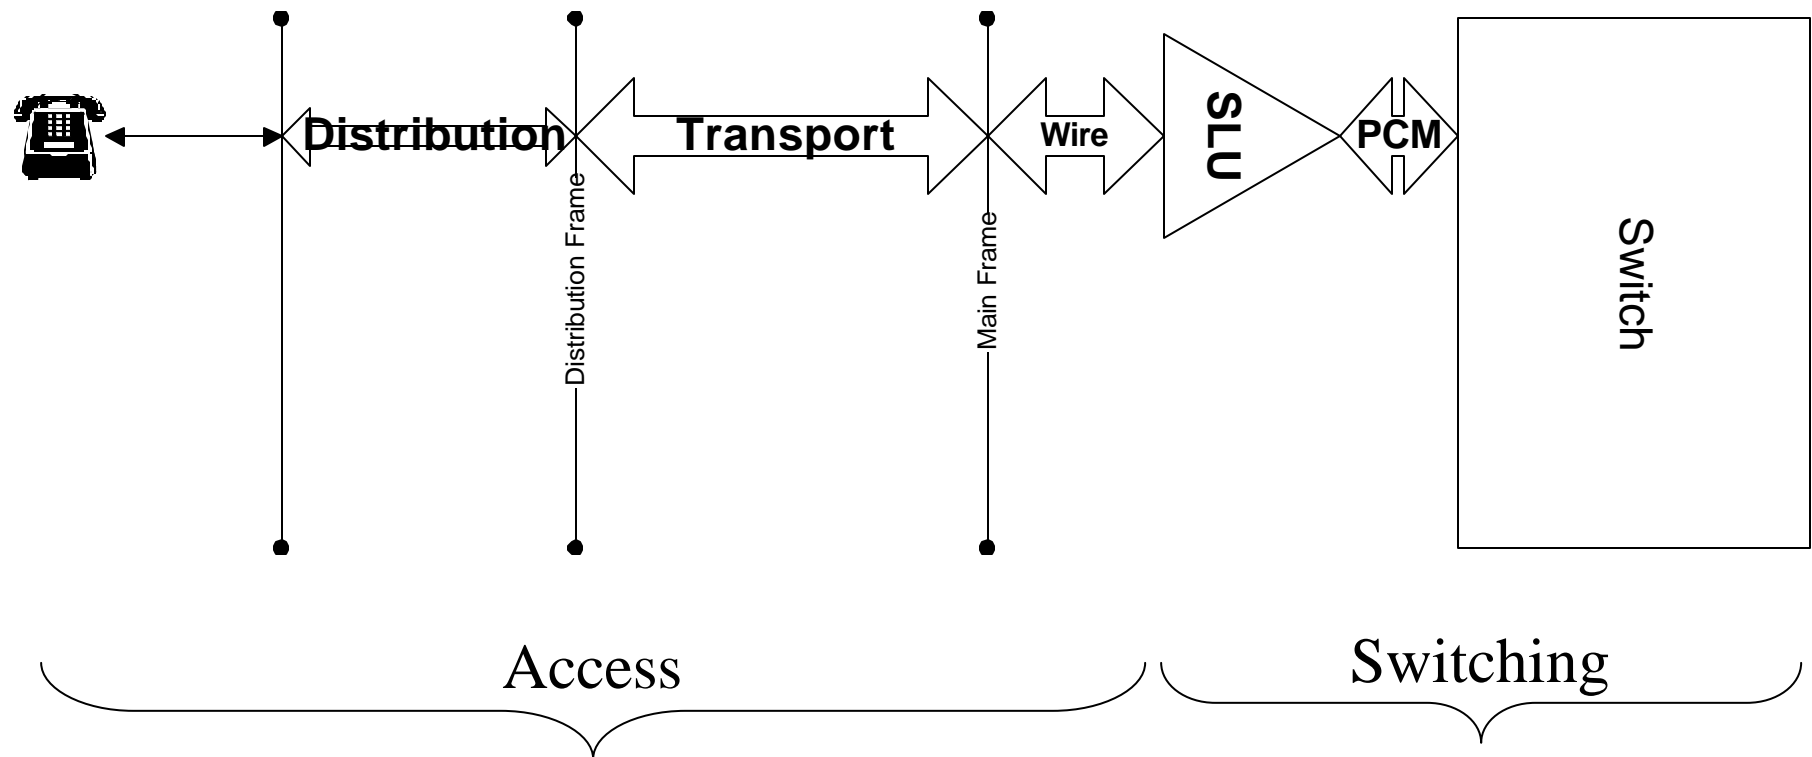 Distribution
Transport
Wire
SLU
PCM
Distribution Frame
Main Frame
Switch
Access
Switching